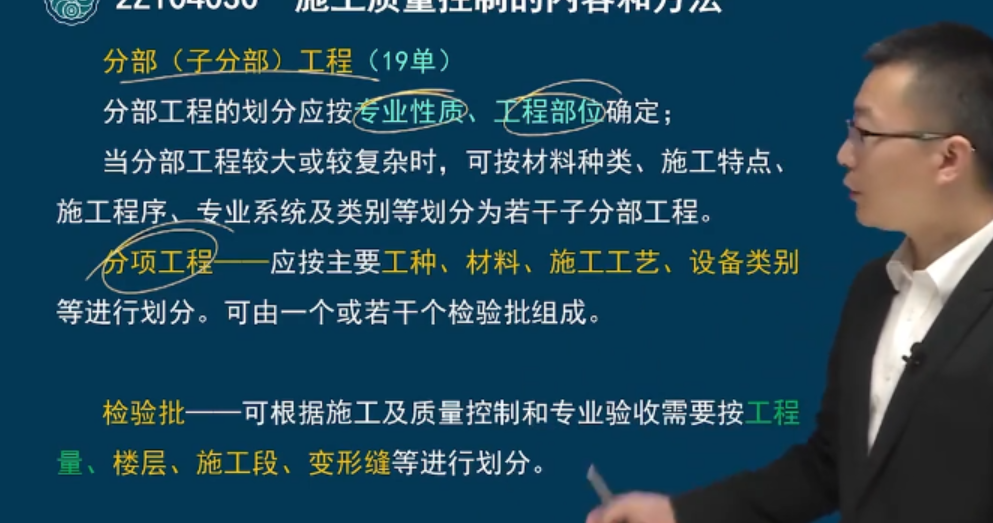 22104030 施工质量控制的内容和方法
分部（子分部）工程（19单）
分部工程的划分应按专业性质、工程部位确定；
当分部工程较大或较复杂时，可按材料种类、施工特点、
施工程序、专业系统及类别等划分为若干子分部工程。
分项工程——应按主要工种、材料、施工工艺、设备类别
等进行划分。可由一个或若干个检验批组成。
检验批——可根据施工及质量控制和专业验收需要按工程
量、楼层、施工段、变形缝等进行划分。